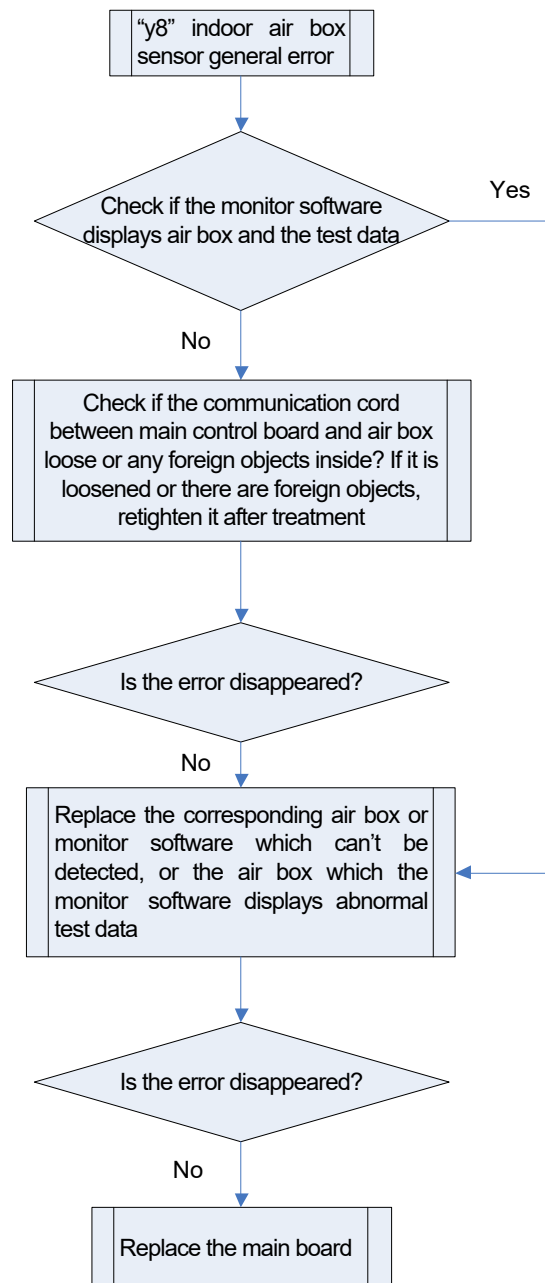 “y8” indoor air box
sensor general error
Check if the monitor software
displays air box and the test data
Yes
No
Check if the communication cord
between main control board and air box
loose or any foreign objects inside? If it is
loosened or there are foreign objects,
retighten it after treatment
Is the error disappeared?
No
Replace the corresponding air box or
monitor software which can’t be
detected, or the air box which the
monitor software displays abnormal
test data
Is the error disappeared?
No
Replace the main board